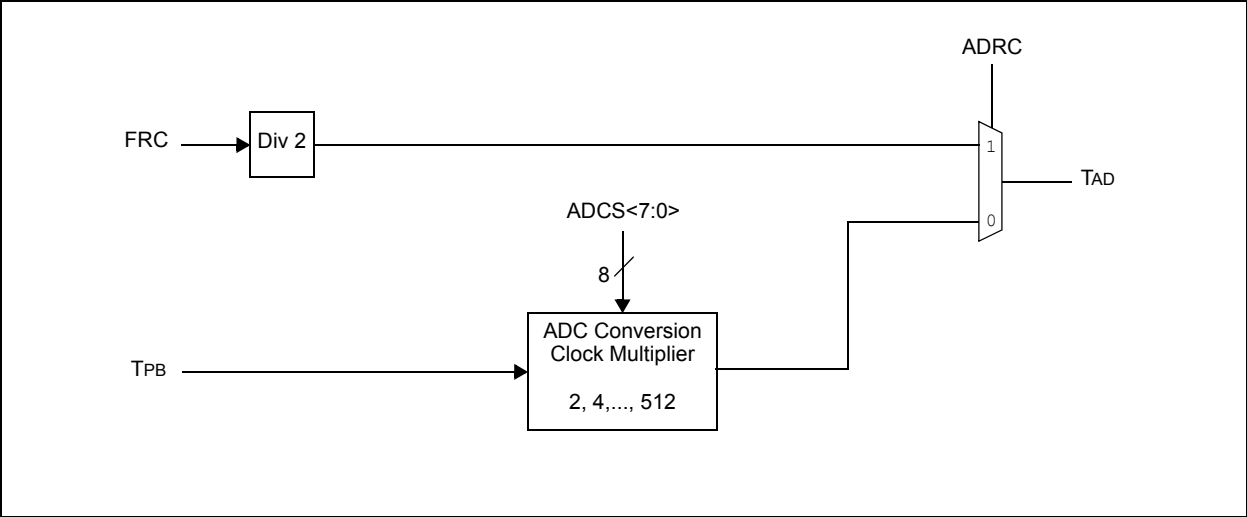 ADRC
FRC
Div 2
1
TAD
ADCS<7:0>
0
8
ADC Conversion
Clock Multiplier
TPB
2, 4,..., 512